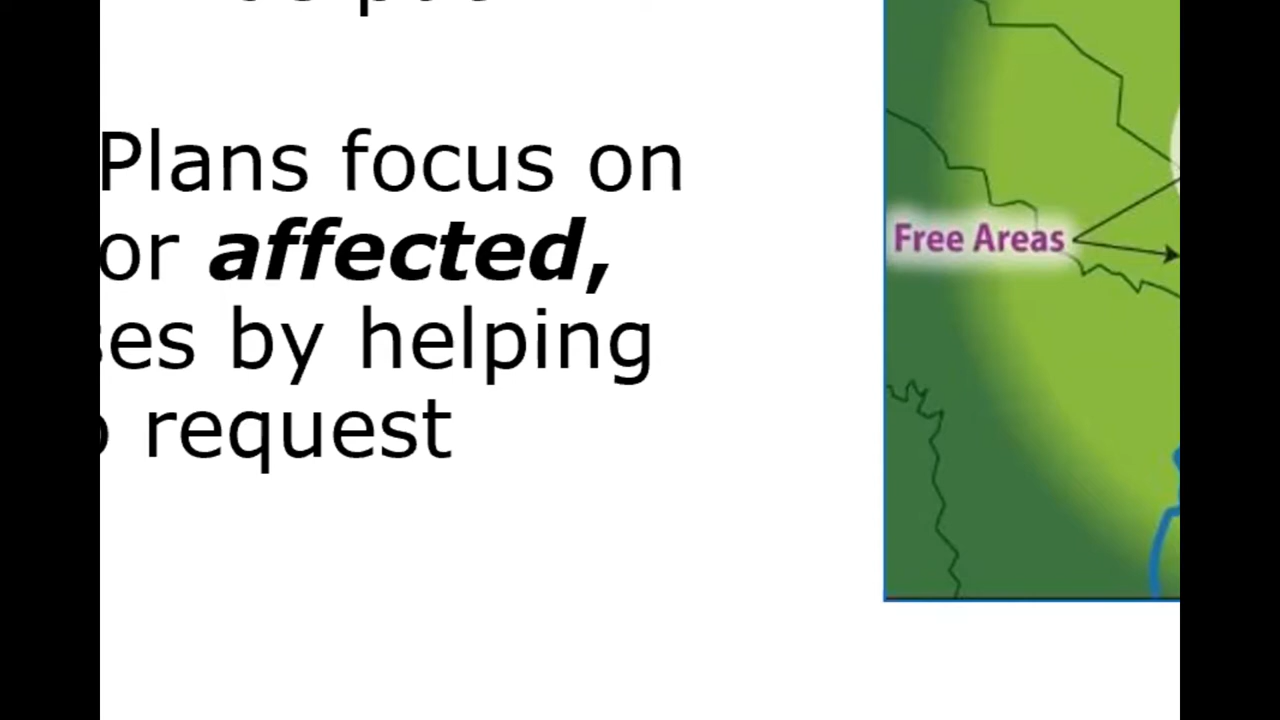 Plans focus on
or affected,
es by helping
request
Free Areas